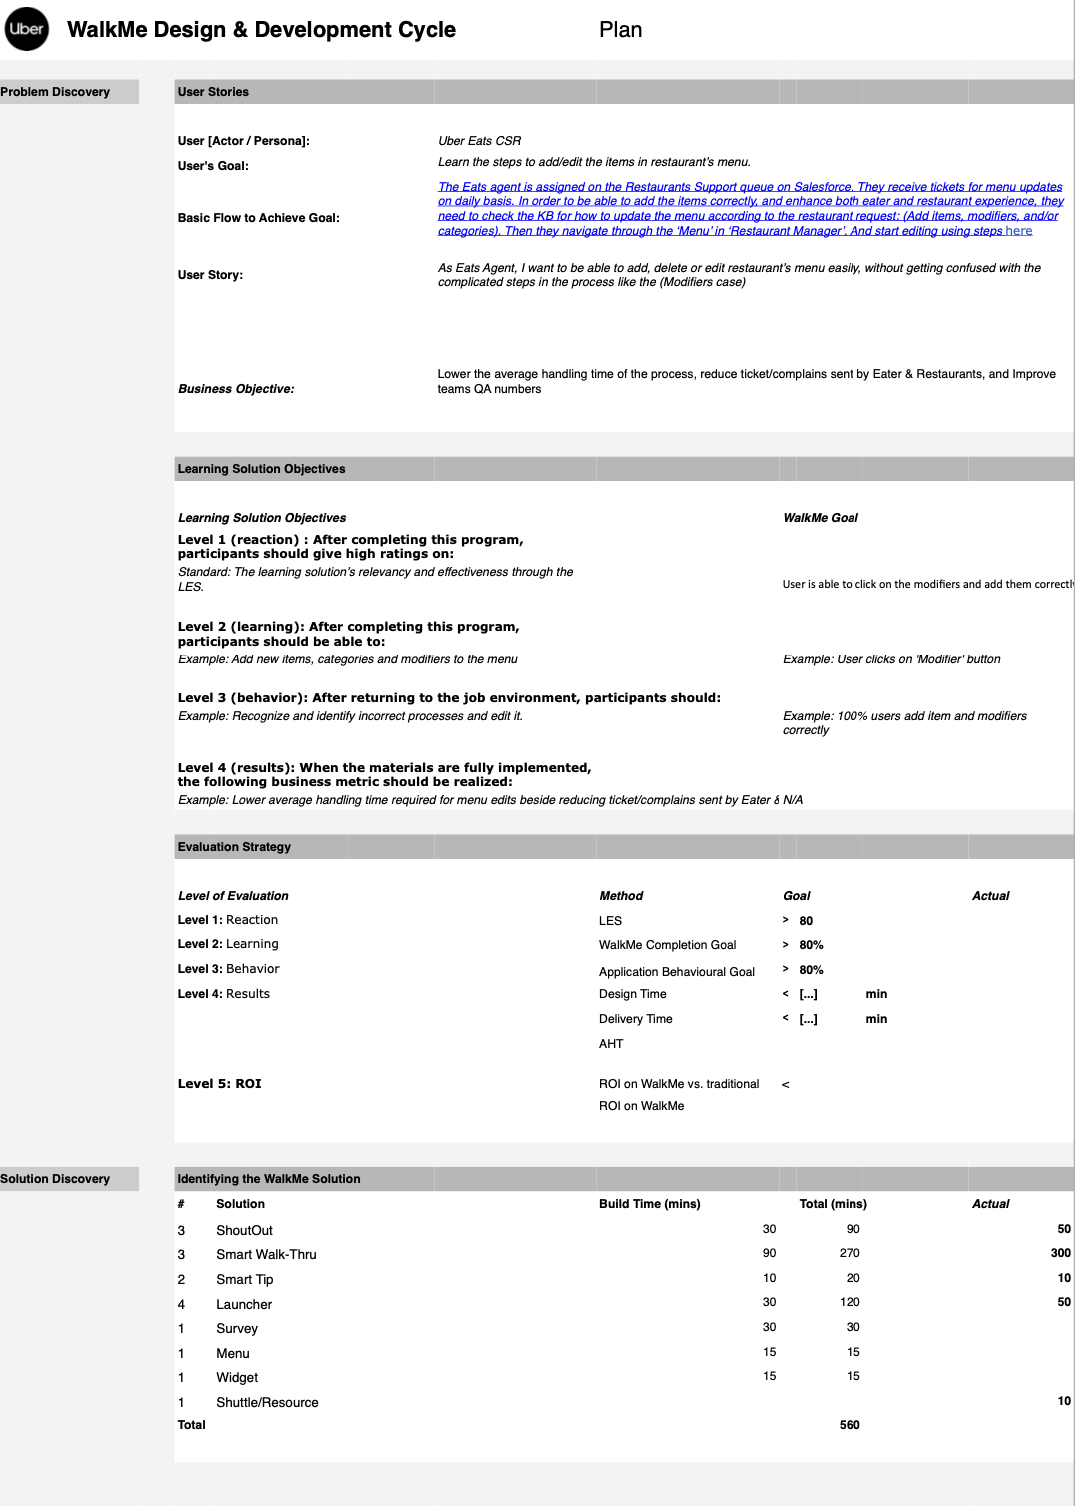 Uber WalkMe Design & Development Cycle Plan
Problem Discovery User Stories
User [Actor / Persona]: Uber Eats CSR
User's Goal: Learn the steps to add/edit the items in restaurant's menu.
The Eats agent is assigned on the Restaurants Support queue on Salesforce. They receive tickets for menu updates
on daily basis. In order to be able to add the items correctly, and enhance both eater and restaurant experience, they
Basic Flow to Achieve Goal: need to check the KB for how to update the menu according to the restaurant request: (Add items, modifiers, and/or
categories). Then they navigate through the 'Menu' in 'Restaurant Manager'. And start editing using steps here
As Eats Agent, I want to be able to add, delete or edit restaurant's menu easily, without getting confused with the
User Story: complicated steps in the process like the (Modifiers case)
Lower the average handling time of the process, reduce ticket/complains sent by Eater & Restaurants, and Improve
Business Objective: teams QA numbers
Learning Solution Objectives
Learning Solution Objectives WalkMe Goal
Level 1 (reaction) : After completing this program,
participants should give high ratings on:
Standard: The learning solution's relevancy and effectiveness through the
LES. User is able to click on the modifiers and add them correctly
Level 2 (learning): After completing this program,
participants should be able to:
Example: Add new items, categories and modifiers to the menu Example: User clicks on 'Modifier' button
Level 3 (behavior): After returning to the job environment, participants should:
Example: Recognize and identify incorrect processes and edit it. Example: 100% users add item and modifiers
correctly
Level 4 (results): When the materials are fully implemented,
the following business metric should be realized:
Example: Lower average handling time required for menu edits beside reducing ticket/complains sent by Eater & N/A
Evaluation Strategy
Level of Evaluation Method Goal Actual
Level 1: Reaction LES > 80
Level 2: Learning WalkMe Completion Goal > 80%
Level 3: Behavior Application Behavioural Goal > 80%
Level 4: Results Design Time < [...] min
Delivery Time < [...] min
AHT
Level 5: ROI ROI on WalkMe vs. traditional <
ROI on WalkMe
Solution Discovery Identifying the WalkMe Solution
# Solution Build Time (mins) Total (mins) Actual
3 ShoutOut 30 90 50
3 Smart Walk-Thru 90 270 300
2 Smart Tip 10 20 10
4 Launcher 30 120 50
1 Survey 30 30
1 Menu 15 15
1 Widget 15 15
1 Shuttle/Resource 10
Total 560